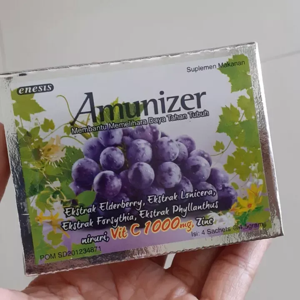 enesis
Suplemen Makanan
Amunizer
Membantu Memelihara Daya Tahan Tubuh
Ekstrak Elderberry, Ekstrak Lonicera,
Ekstrak Forsythia, Ekstrak Phyllanthus
niruri, Vit C 1000mg, Zinc
4 Sachets